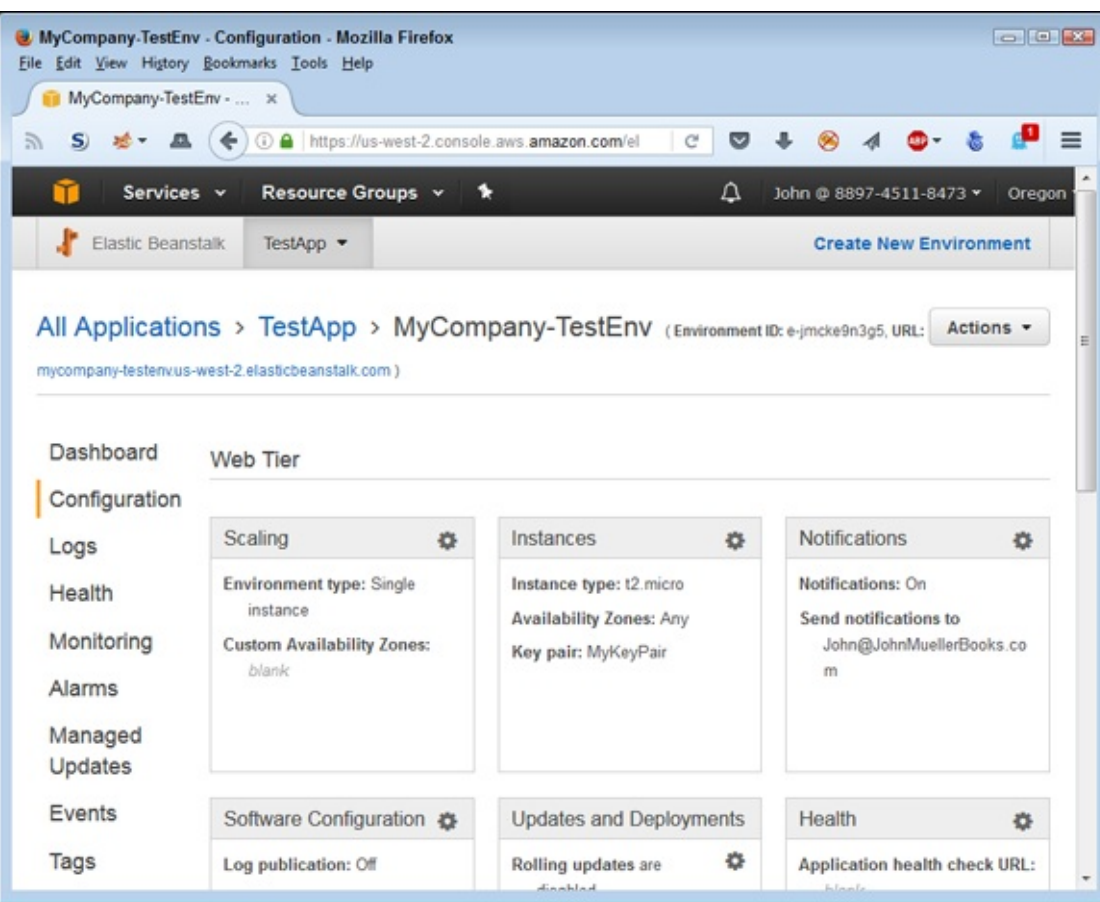 MyCompany-TestEnv - Configuration - Mozilla Firefox
File Edit View History Bookmarks Tools Help
MyCompany-TestEnv - ... ×
S) ABP 1
https://us-west-2.console.aws.amazon.com/el
Services Resource Groups John @ 8897-4511-8473 Oregon
Elastic Beanstalk TestApp Create New Environment
All Applications > TestApp > MyCompany-TestEnv ( Environment ID: e-jmcke9n3g5, URL: Actions
mycompany-testenv.us-west-2.elasticbeanstalk.com )
Dashboard
Configuration
Logs
Health
Monitoring
Alarms
Managed
Updates
Events
Tags
Web Tier
Scaling
Environment type: Single
instance
Custom Availability Zones:
blank
Instances
Instance type: t2.micro
Availability Zones: Any
Key pair: MyKeyPair
Notifications
Notifications: On
Send notifications to
John@JohnMuellerBooks.co
m
Software Configuration
Log publication: Off
Updates and Deployments
Rolling updates are
disabled
Health
Application health check URL:
blank